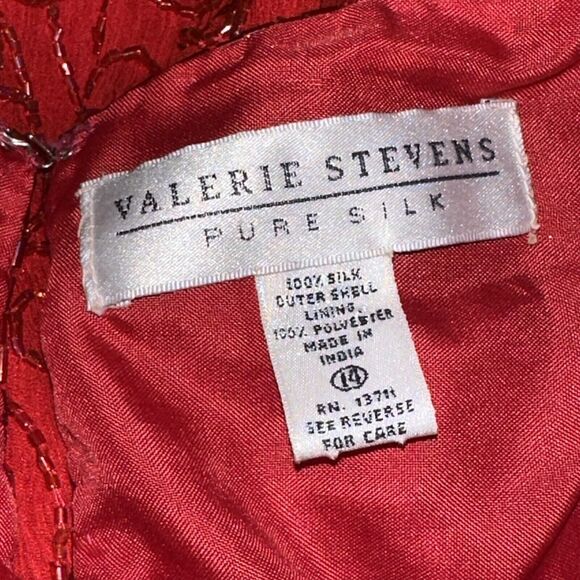 VALERIE STEVENS
PURE SILK
100% SILK
OUTER SHELL
LINING
100% POLYESTER
MADE IN
INDIA
14
RN. 13711
SEE REVERSE
FOR CARE